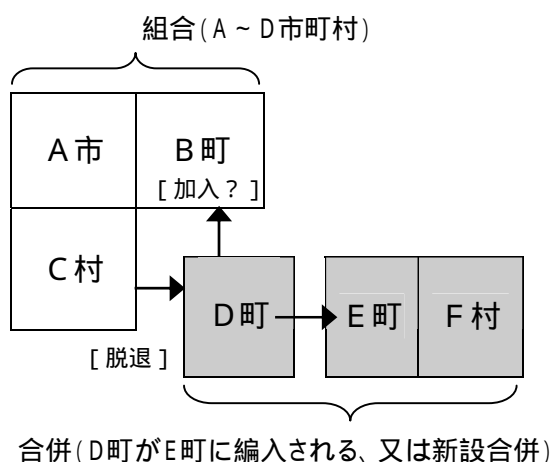 組合(A~D市町村)
A市
B町
[加入?]
C村
D町
E町
F村
[脱退]
合併(D町がE町に編入される、又は新設合併)